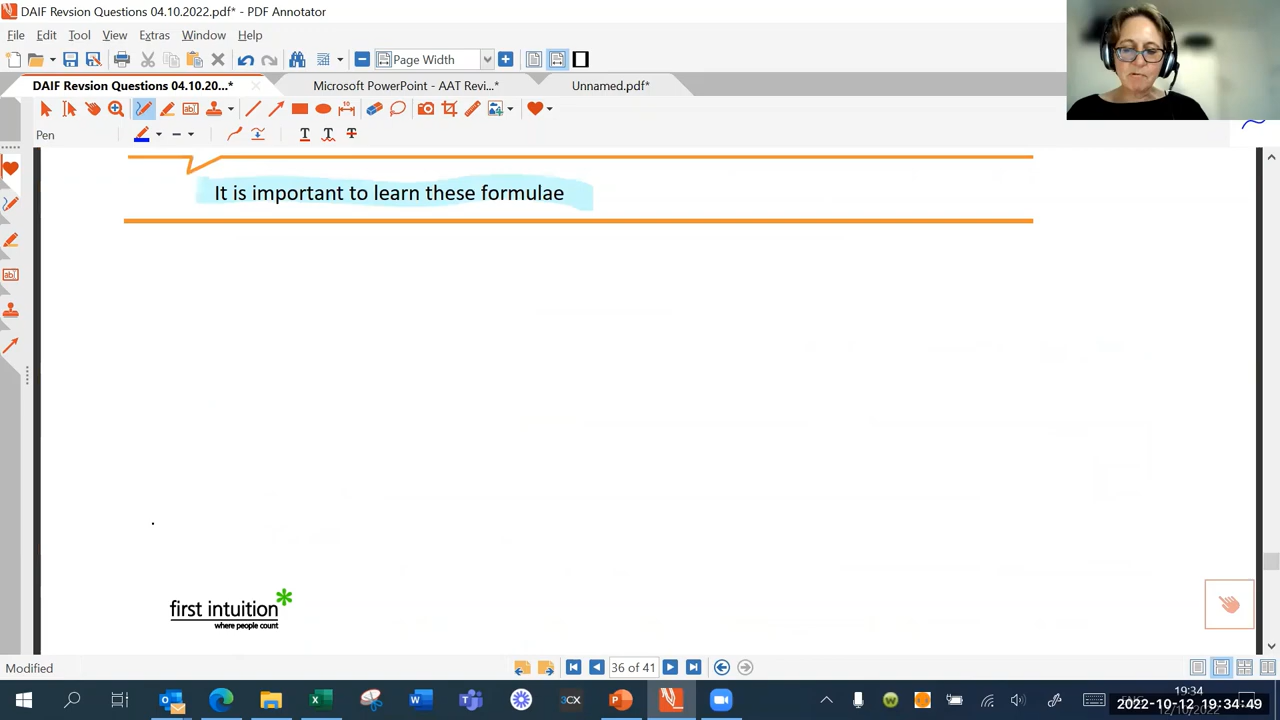 DAIF Revsion Questions 04.10.2022.pdf* - PDF Annotator
File Edit Tool View Extras Window Help
Page Width
DAIF Revsion Questions 04.10.20...* Microsoft PowerPoint - AAT Revi...* Unnamed.pdf*
Pen
It is important to learn these formulae
first intuition
where people count
Modified
36 of 41
3CX
19:34
2022-10-12 19:34:49